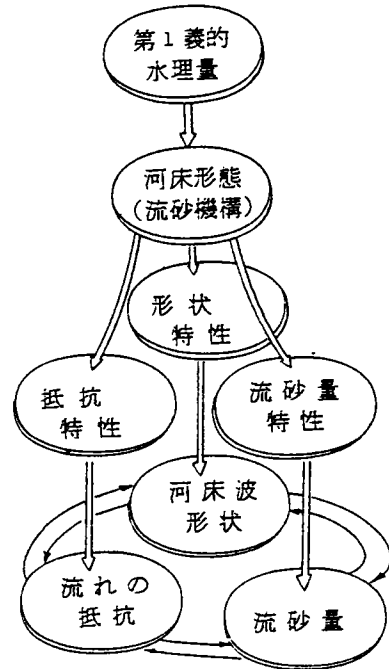 第1義的
水理量
河床形態
(流砂機構)
形状
特性
抵抗
特性
流砂量
特性
河床波
形状
流れの
抵抗
流砂量